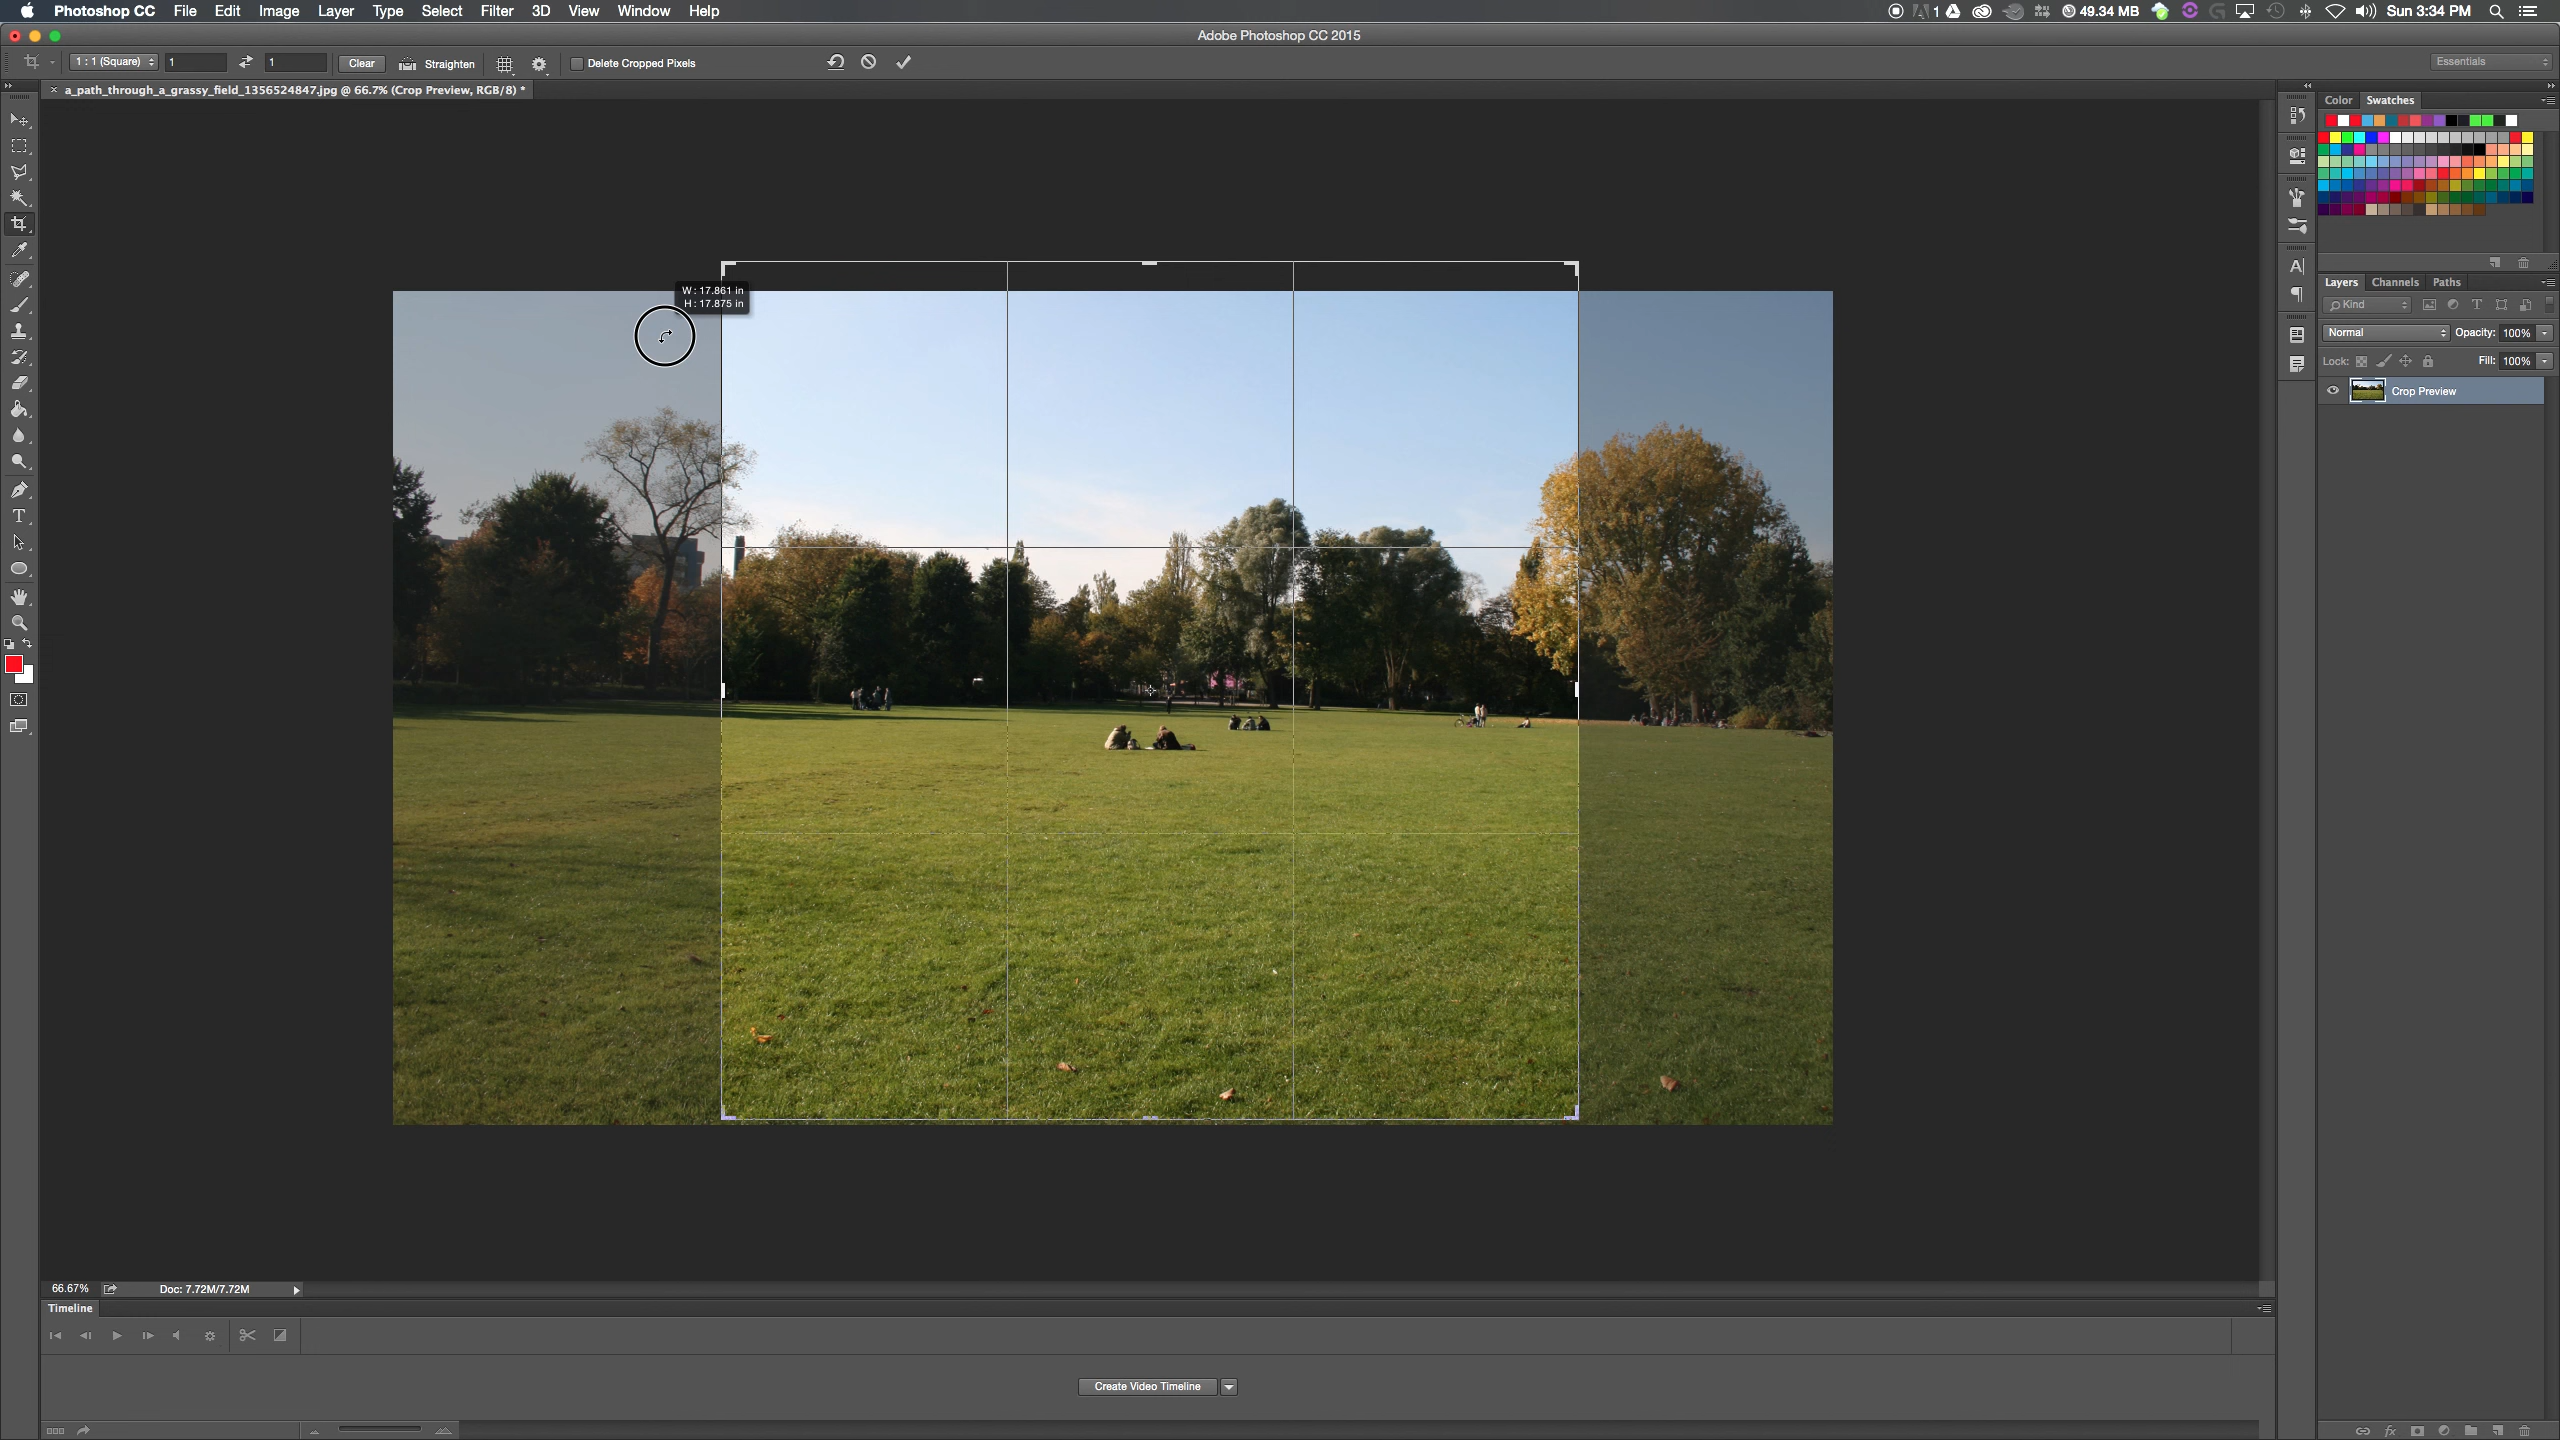 Photoshop CC File Edit Image Layer Type Select Filter 3D View Window Help 1 49.34 MB Sun 3:34 PM
Adobe Photoshop CC 2015
1 : 1 (Square) 1 1 Clear Straighten Delete Cropped Pixels Essentials
a_path_through_a_grassy_field_1356524847.jpg @ 66.7% (Crop Preview, RGB/8) *
Color Swatches
W: 17.861 in
H: 17.875 in
Layers Channels Paths
Kind
Normal Opacity: 100%
Lock: Fill: 100%
Crop Preview
66.67% Doc: 7.72M/7.72M
Timeline
Create Video Timeline